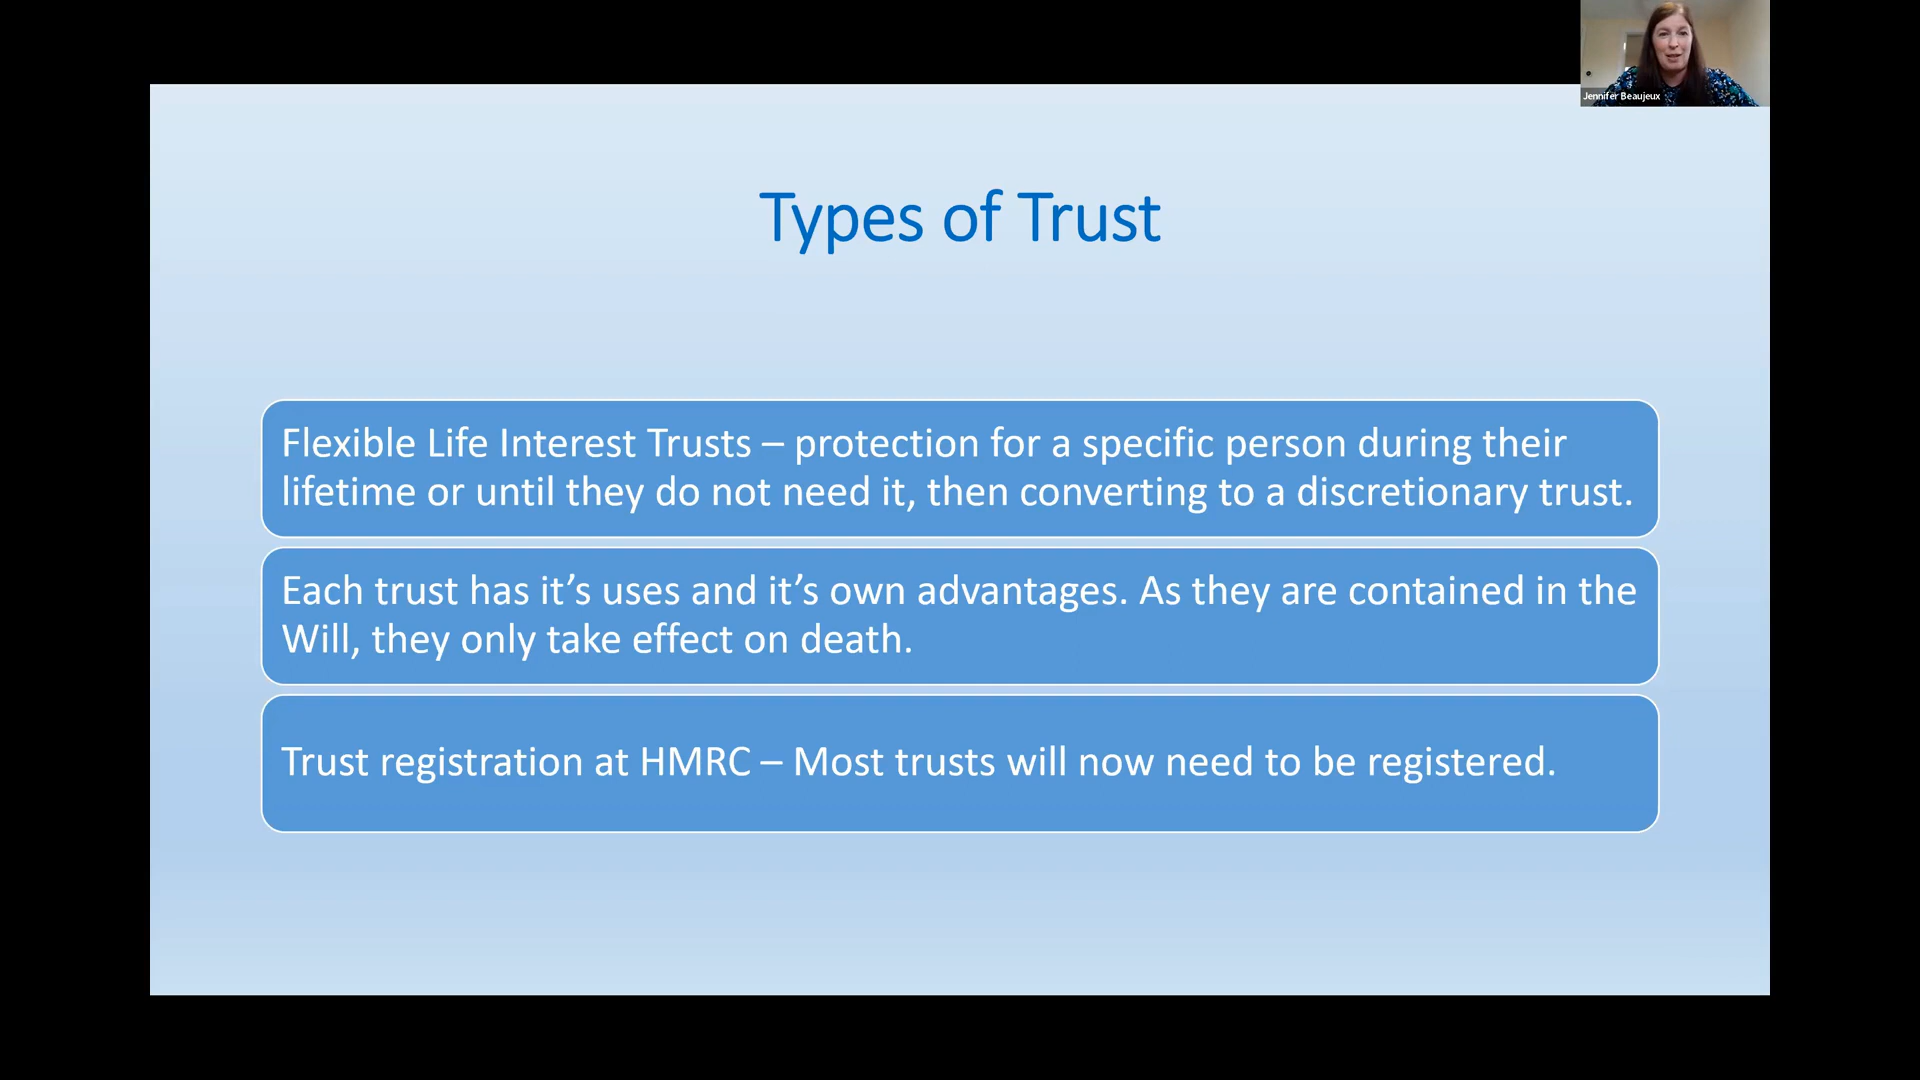 Jennifer Beaujeux
Types of Trust
Flexible Life Interest Trusts – protection for a specific person during their
lifetime or until they do not need it, then converting to a discretionary trust.
Each trust has it’s uses and it’s own advantages. As they are contained in the
Will, they only take effect on death.
Trust registration at HMRC – Most trusts will now need to be registered.